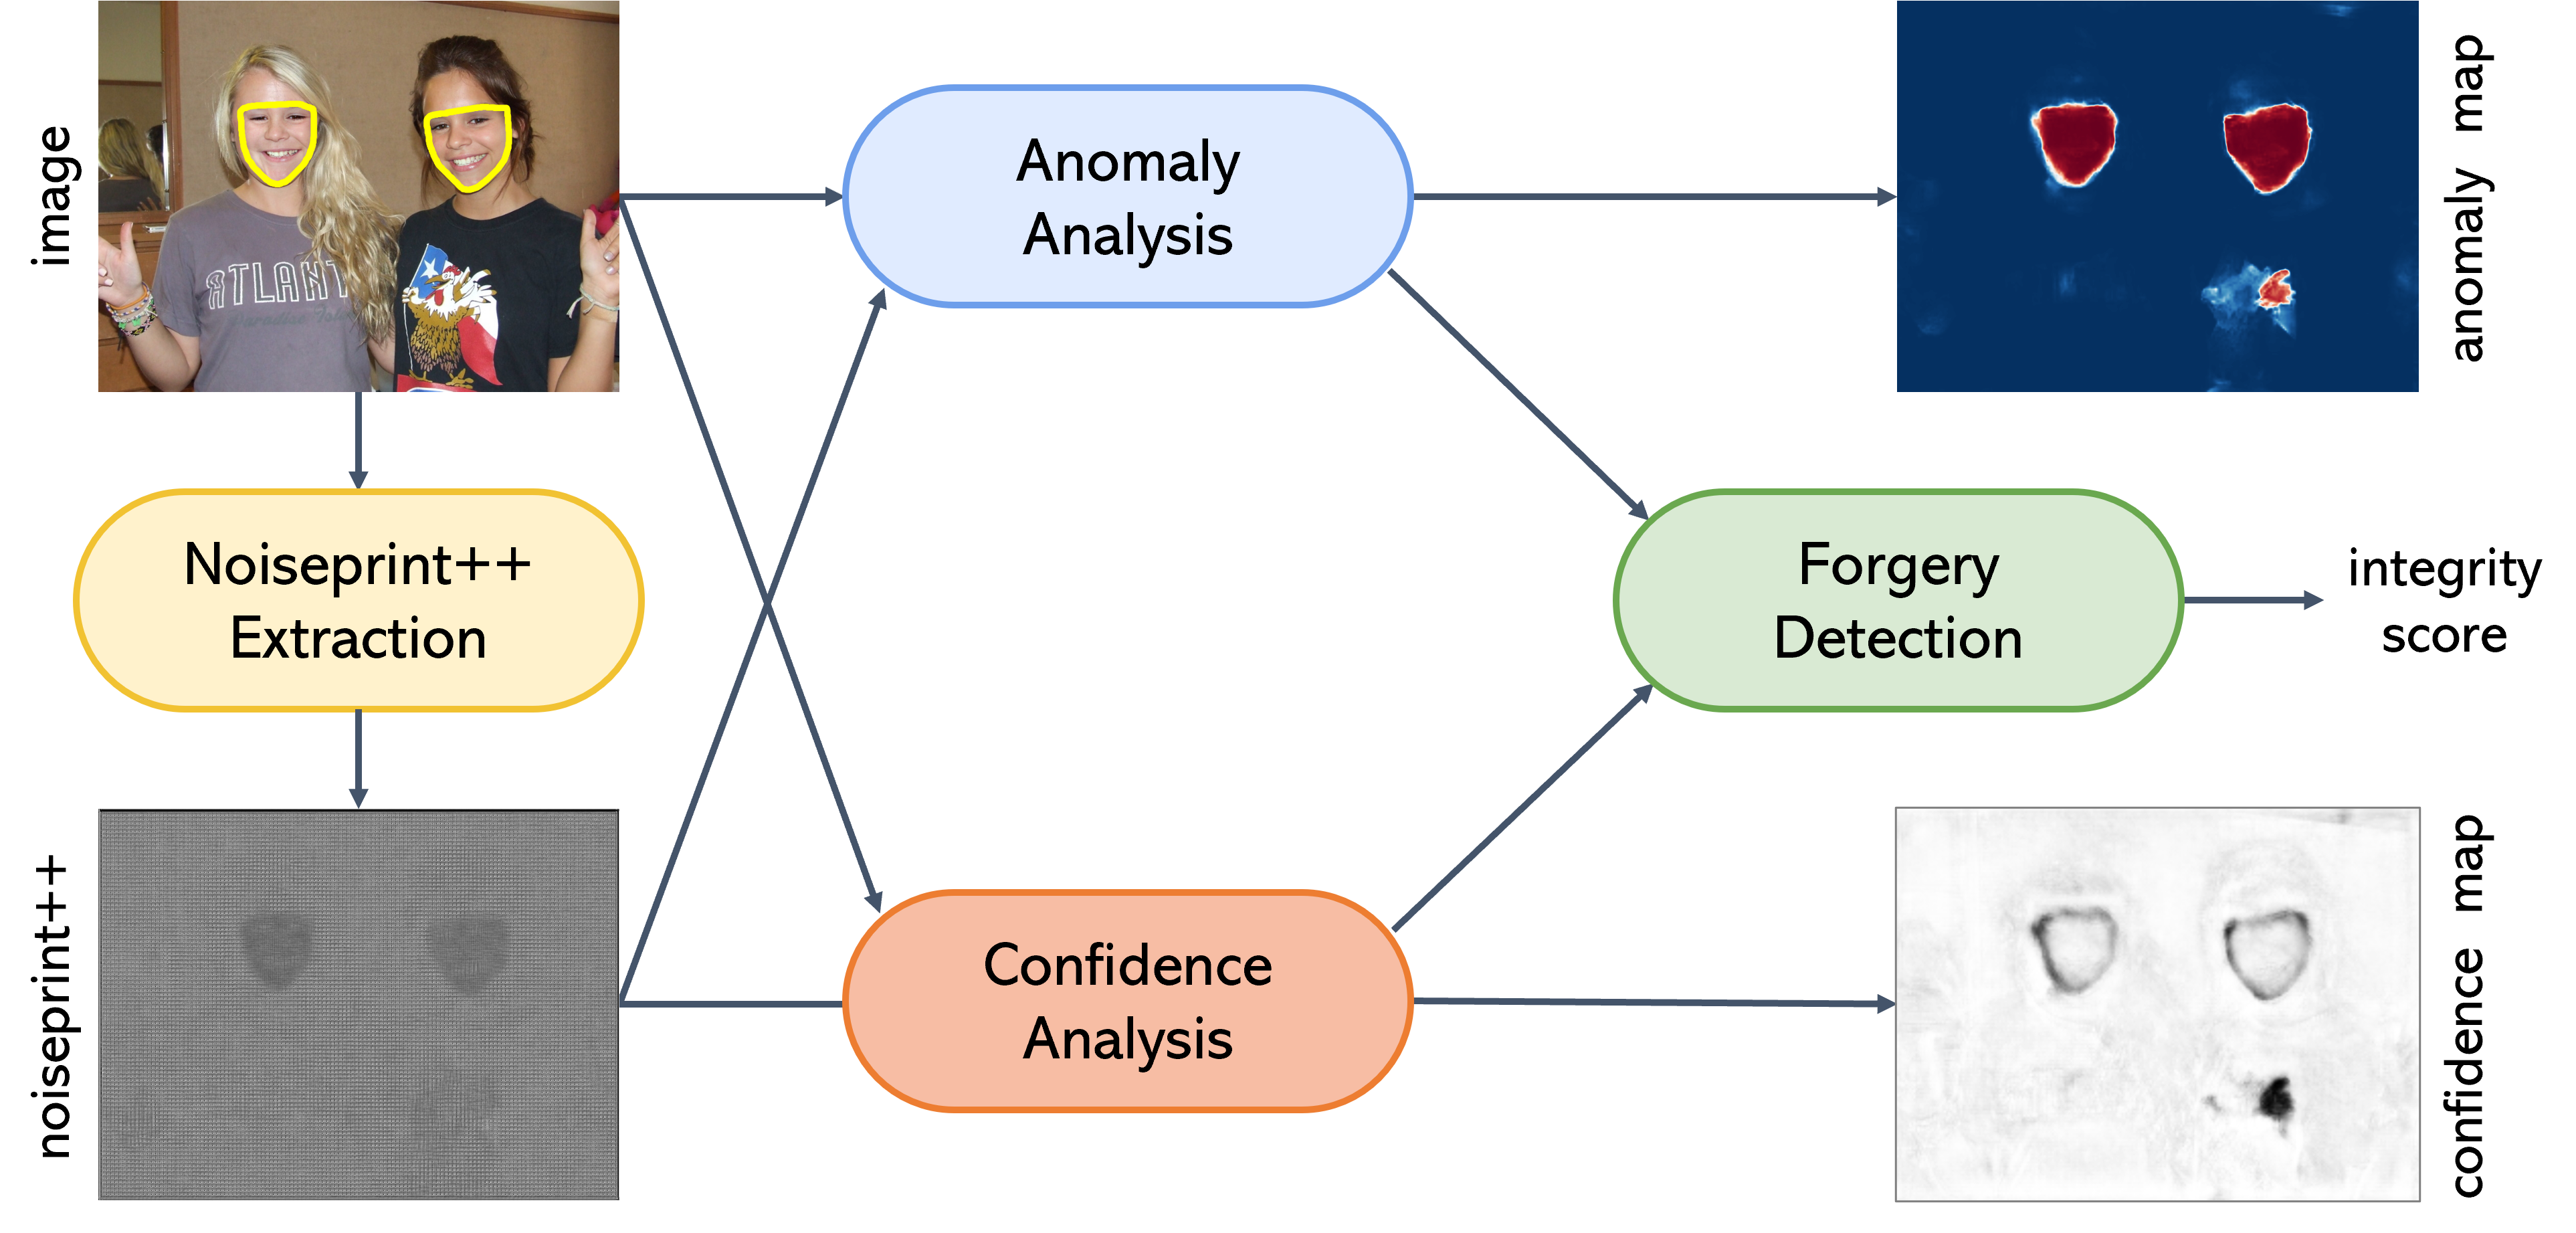 image
ATLANT
Anomaly
Analysis
anomaly map
Noiseprint++
Extraction
Forgery
Detection
integrity
score
noiseprint++
Confidence
Analysis
confidence map